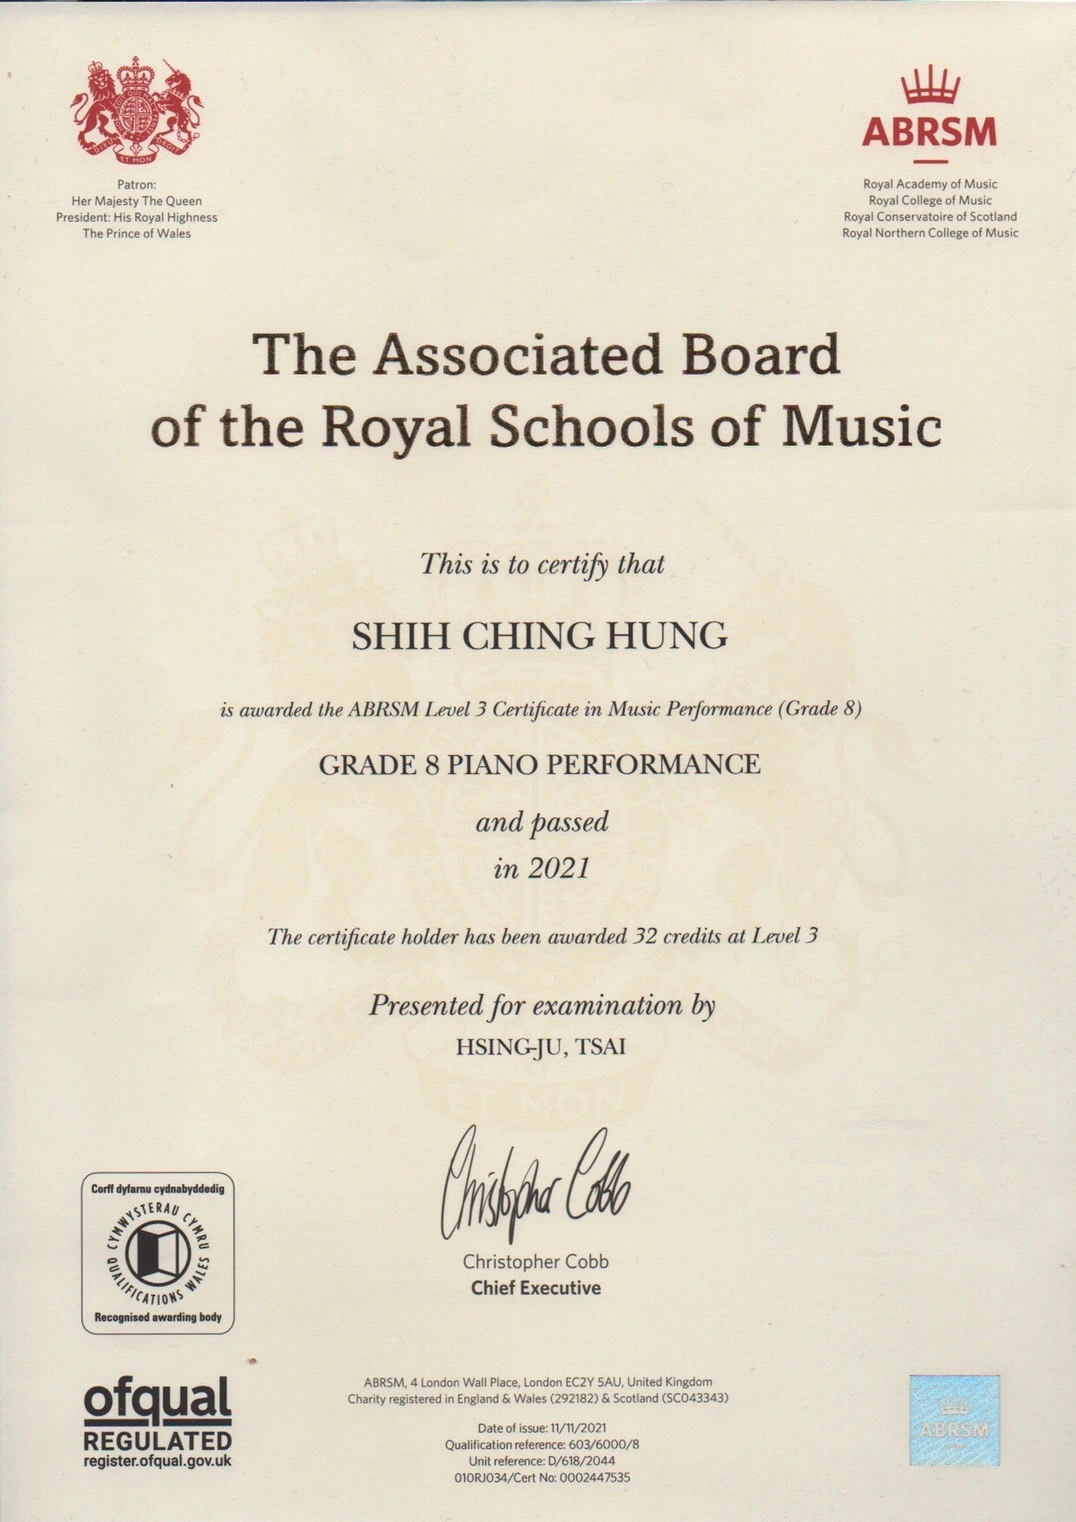 Patron:
Her Majesty The Queen
President: His Royal Highness
The Prince of Wales
ABRSM
Royal Academy of Music
Royal College of Music
Royal Conservatoire of Scotland
Royal Northern College of Music
The Associated Board
of the Royal Schools of Music
This is to certify that
SHIH CHING HUNG
is awarded the ABRSM Level 3 Certificate in Music Performance (Grade 8)
GRADE 8 PIANO PERFORMANCE
and passed
in 2021
The certificate holder has been awarded 32 credits at Level 3
Presented for examination by
HSING-JU, TSAI
ET MON
Christopher Cobb
Christopher Cobb
Chief Executive
Corff dyfarnu cydnabyddedig
CYMWYSTERAU CYMRU
QUALIFICATIONS WALES
Recognised awarding body
ofqual
REGULATED
register.ofqual.gov.uk
ABRSM, 4 London Wall Place, London EC2Y 5AU, United Kingdom
Charity registered in England & Wales (292182) & Scotland (SC043343)
Date of issue: 11/11/2021
Qualification reference: 603/6000/8
Unit reference: D/618/2044
010RJ034/Cert No: 0002447535
ABRSM